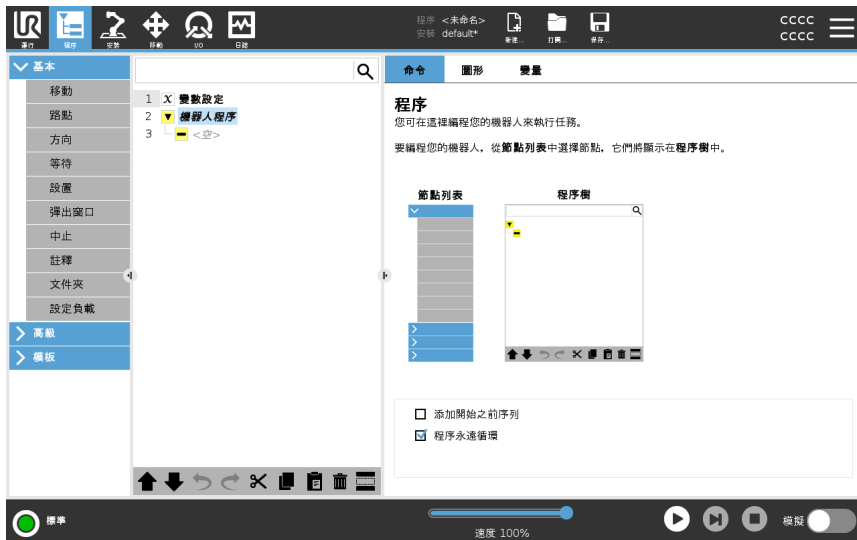 UR
運行
程序
安裝
移動
I/O
日誌
程序 <未命名>
安裝 default*
新建...
打開...
保存...
CCCC
CCCC
基本
移動
路點
方向
等待
設置
彈出窗口
中止
註釋
文件夾
設定負載
高級
模板
1 X 變數設定
2 機器人程序
3 <空>
命令 圖形 變量
程序
您可在這裡編程您的機器人來執行任務。
要編程您的機器人，從節點列表中選擇節點，它們將顯示在程序樹中。
節點列表
程序樹
添加開始之前序列
程序永遠循環
標準
速度 100%
模擬